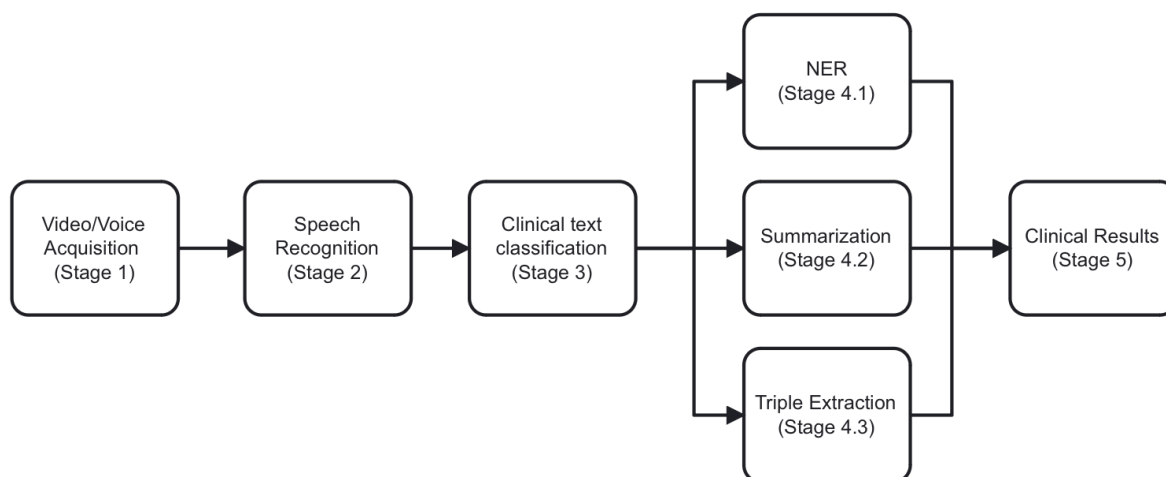 Video/Voice
Acquisition
(Stage 1)
Speech
Recognition
(Stage 2)
Clinical text
classification
(Stage 3)
NER
(Stage 4.1)
Summarization
(Stage 4.2)
Triple Extraction
(Stage 4.3)
Clinical Results
(Stage 5)